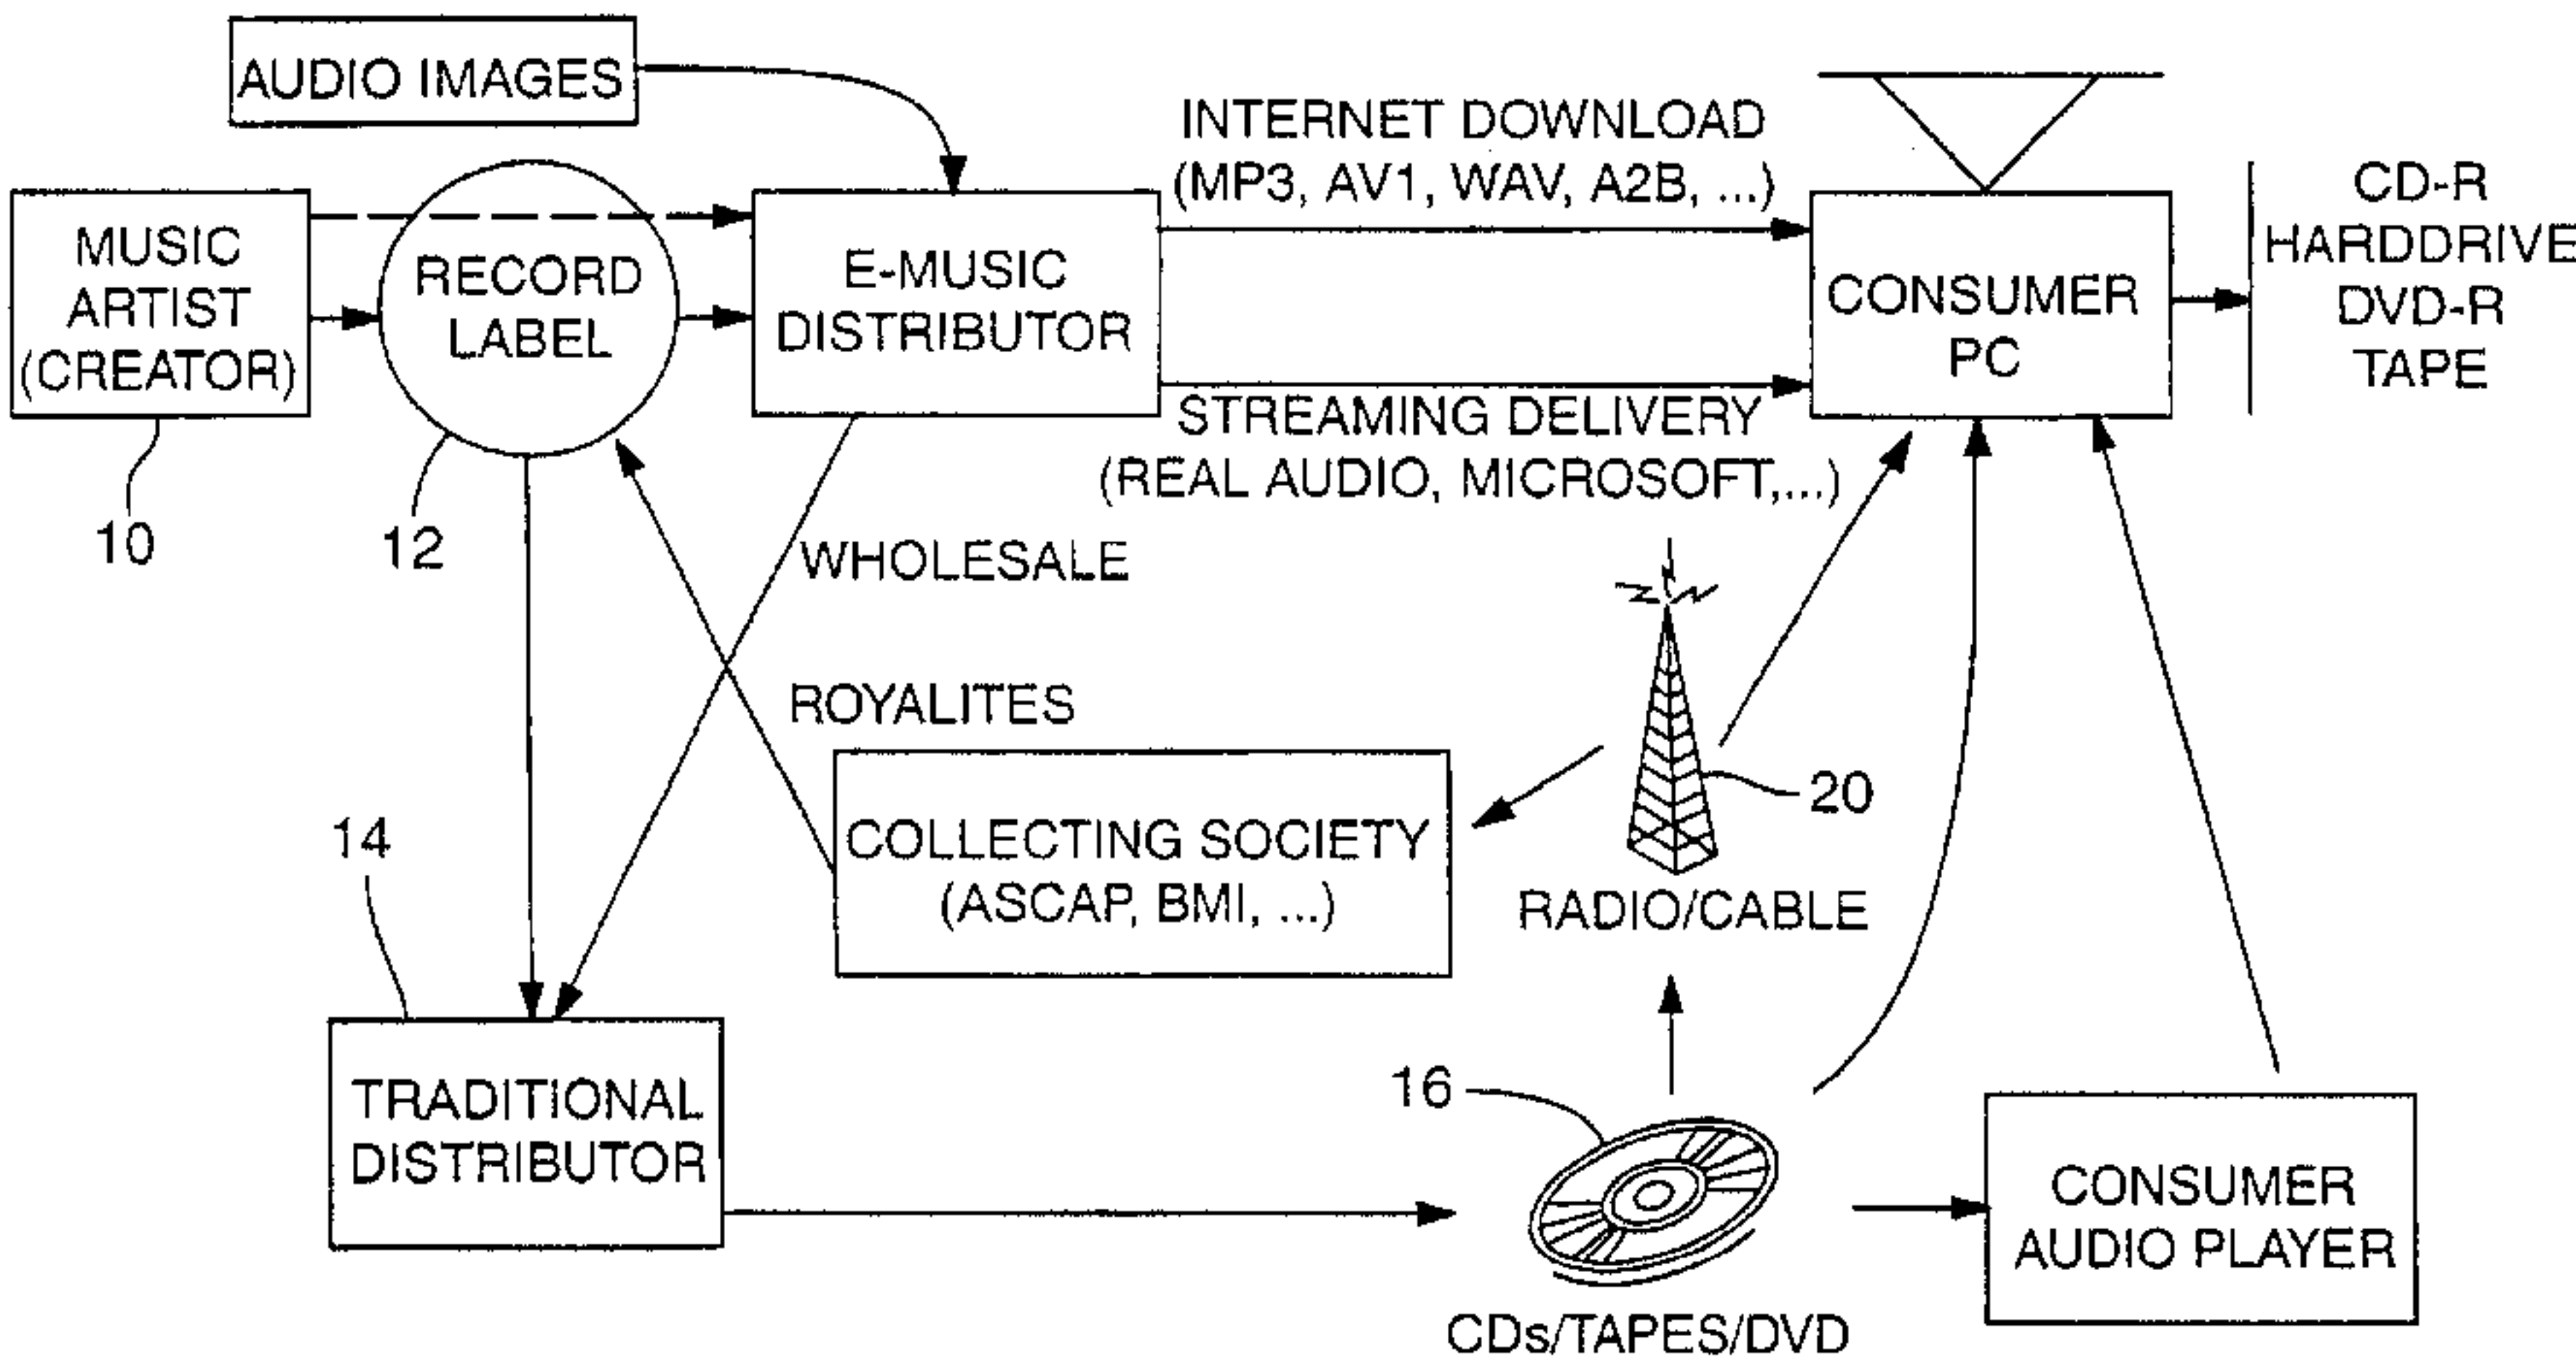 AUDIO IMAGES
INTERNET DOWNLOAD
(MP3, AV1, WAV, A2B, ...)
MUSIC
ARTIST
(CREATOR)
10
RECORD
LABEL
12
E-MUSIC
DISTRIBUTOR
CONSUMER
PC
CD-R
HARDDRIVE
DVD-R
TAPE
STREAMING DELIVERY
(REAL AUDIO, MICROSOFT,...)
WHOLESALE
ROYALITES
COLLECTING SOCIETY
(ASCAP, BMI, ...)
20
RADIO/CABLE
14
TRADITIONAL
DISTRIBUTOR
16
CDs/TAPES/DVD
CONSUMER
AUDIO PLAYER